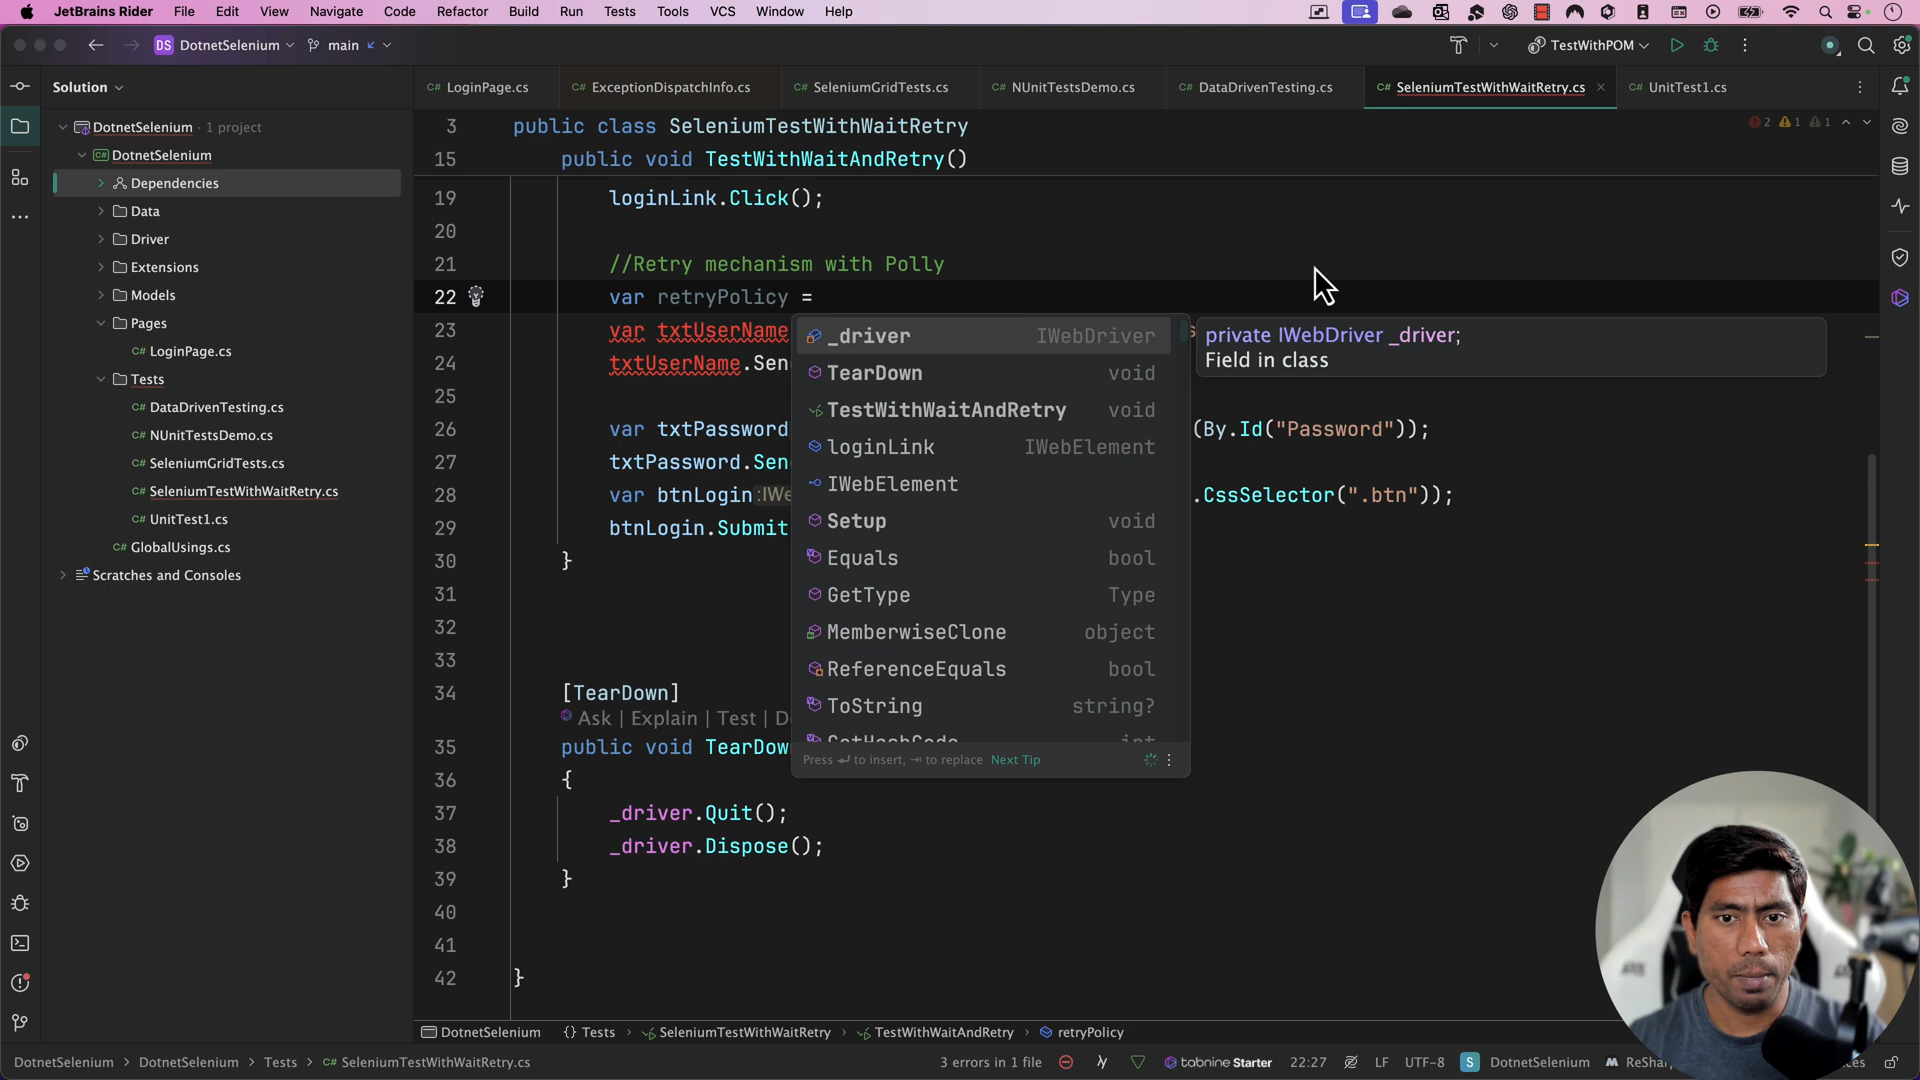 JetBrains Rider File Edit View Navigate Code Refactor Build Run Tests Tools VCS Window Help
DS DotnetSelenium main TestWithPOM
Solution
C# LoginPage.cs C# ExceptionDispatchInfo.cs C# SeleniumGridTests.cs C# NUnitTestsDemo.cs C# DataDrivenTesting.cs C# SeleniumTestWithWaitRetry.cs C# UnitTest1.cs
DotnetSelenium · 1 project
C# DotnetSelenium
Dependencies
Data
Driver
Extensions
Models
Pages
C# LoginPage.cs
Tests
C# DataDrivenTesting.cs
C# NUnitTestsDemo.cs
C# SeleniumGridTests.cs
C# SeleniumTestWithWaitRetry.cs
C# UnitTest1.cs
C# GlobalUsings.cs
Scratches and Consoles
2 1 1
3 public class SeleniumTestWithWaitRetry
15 public void TestWithWaitAndRetry()
19 loginLink.Click();
20
21 //Retry mechanism with Polly
22 var retryPolicy =
23 var txtUserName s
24 txtUserName.Sen
25
26 var txtPassword (By.Id("Password"));
27 txtPassword.Sen
28 var btnLogin :IWe .CssSelector(".btn"));
29 btnLogin.Submit
30 }
31
32
33
34 [TearDown]
Ask | Explain | Test | D
35 public void TearDow
36 {
37 _driver.Quit();
38 _driver.Dispose();
39 }
40
41
42 }
_driver IWebDriver
TearDown void
TestWithWaitAndRetry void
loginLink IWebElement
IWebElement
Setup void
Equals bool
GetType Type
MemberwiseClone object
ReferenceEquals bool
ToString string?
GetHashCode int
Press ↵ to insert, ⇥ to replace Next Tip
private IWebDriver _driver;
Field in class
DotnetSelenium {} Tests › SeleniumTestWithWaitRetry › TestWithWaitAndRetry › retryPolicy
DotnetSelenium › DotnetSelenium › Tests › C# SeleniumTestWithWaitRetry.cs 3 errors in 1 file tabnine Starter 22:27 LF UTF-8 S DotnetSelenium ReShar ces